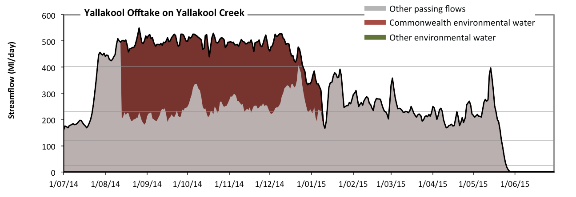 Yallakool Offtake on Yallakool Creek
Other passing flows
Commonwealth environmental water
Other environmental water
Streamflow (Ml/day)
600
500
400
300
200
100
0
1/07/14 1/08/14 1/09/14 1/10/14 1/11/14 1/12/14 1/01/15 1/02/15 1/03/15 1/04/15 1/05/15 1/06/15